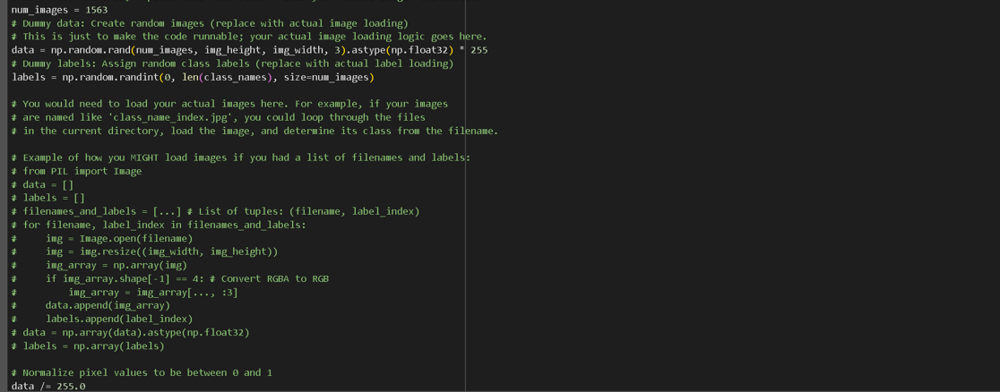 num_images = 1563
# Dummy data: Create random images (replace with actual image loading)
# This is just to make the code runnable; your actual image loading logic goes here.
data = np.random.rand(num_images, img_height, img_width, 3).astype(np.float32) * 255
# Dummy labels: Assign random class labels (replace with actual label loading)
labels = np.random.randint(0, len(class_names), size=num_images)
# You would need to load your actual images here. For example, if your images
# are named like 'class_name_index.jpg', you could loop through the files
# in the current directory, load the image, and determine its class from the filename.
# Example of how you MIGHT load images if you had a list of filenames and labels:
# from PIL import Image
# data = []
# labels = []
# filenames_and_labels = [...] # List of tuples: (filename, label_index)
# for filename, label_index in filenames_and_labels:
#     img = Image.open(filename)
#     img = img.resize((img_width, img_height))
#     img_array = np.array(img)
#     if img_array.shape[-1] == 4: # Convert RGBA to RGB
#         img_array = img_array[..., :3]
#     data.append(img_array)
#     labels.append(label_index)
# data = np.array(data).astype(np.float32)
# labels = np.array(labels)
# Normalize pixel values to be between 0 and 1
data /= 255.0